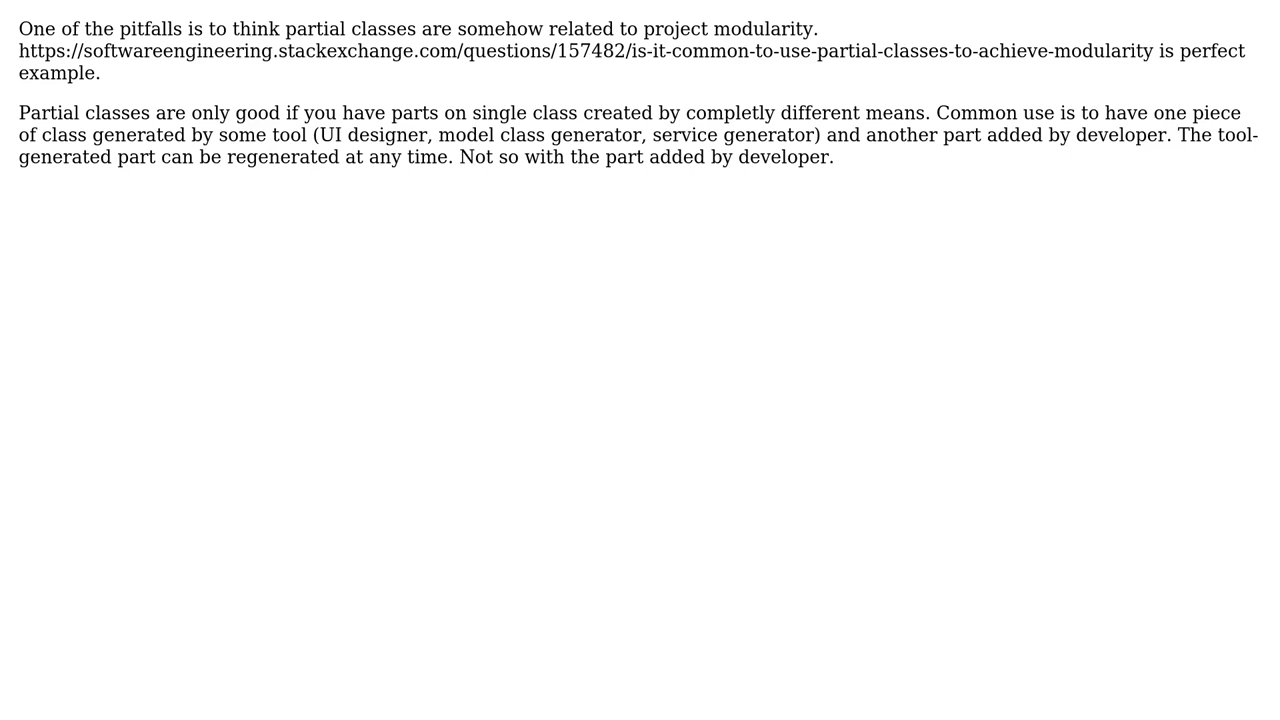 One of the pitfalls is to think partial classes are somehow related to project modularity.
https://softwareengineering.stackexchange.com/questions/157482/is-it-common-to-use-partial-classes-to-achieve-modularity is perfect
example.
Partial classes are only good if you have parts on single class created by completly different means. Common use is to have one piece
of class generated by some tool (UI designer, model class generator, service generator) and another part added by developer. The tool-
generated part can be regenerated at any time. Not so with the part added by developer.